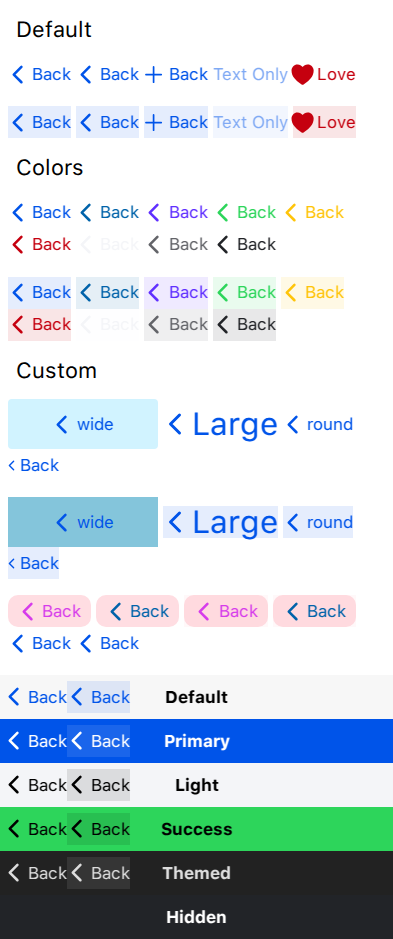 Default
Back Back Back Text Only Love
Back Back Back Text Only Love
Colors
Back Back Back Back Back
Back Back Back Back
Back Back Back Back Back
Back Back Back Back
Custom
wide Large round
Back
wide Large round
Back
Back Back Back Back
Back Back
Back Back Default
Back Back Primary
Back Back Light
Back Back Success
Back Back Themed
Hidden